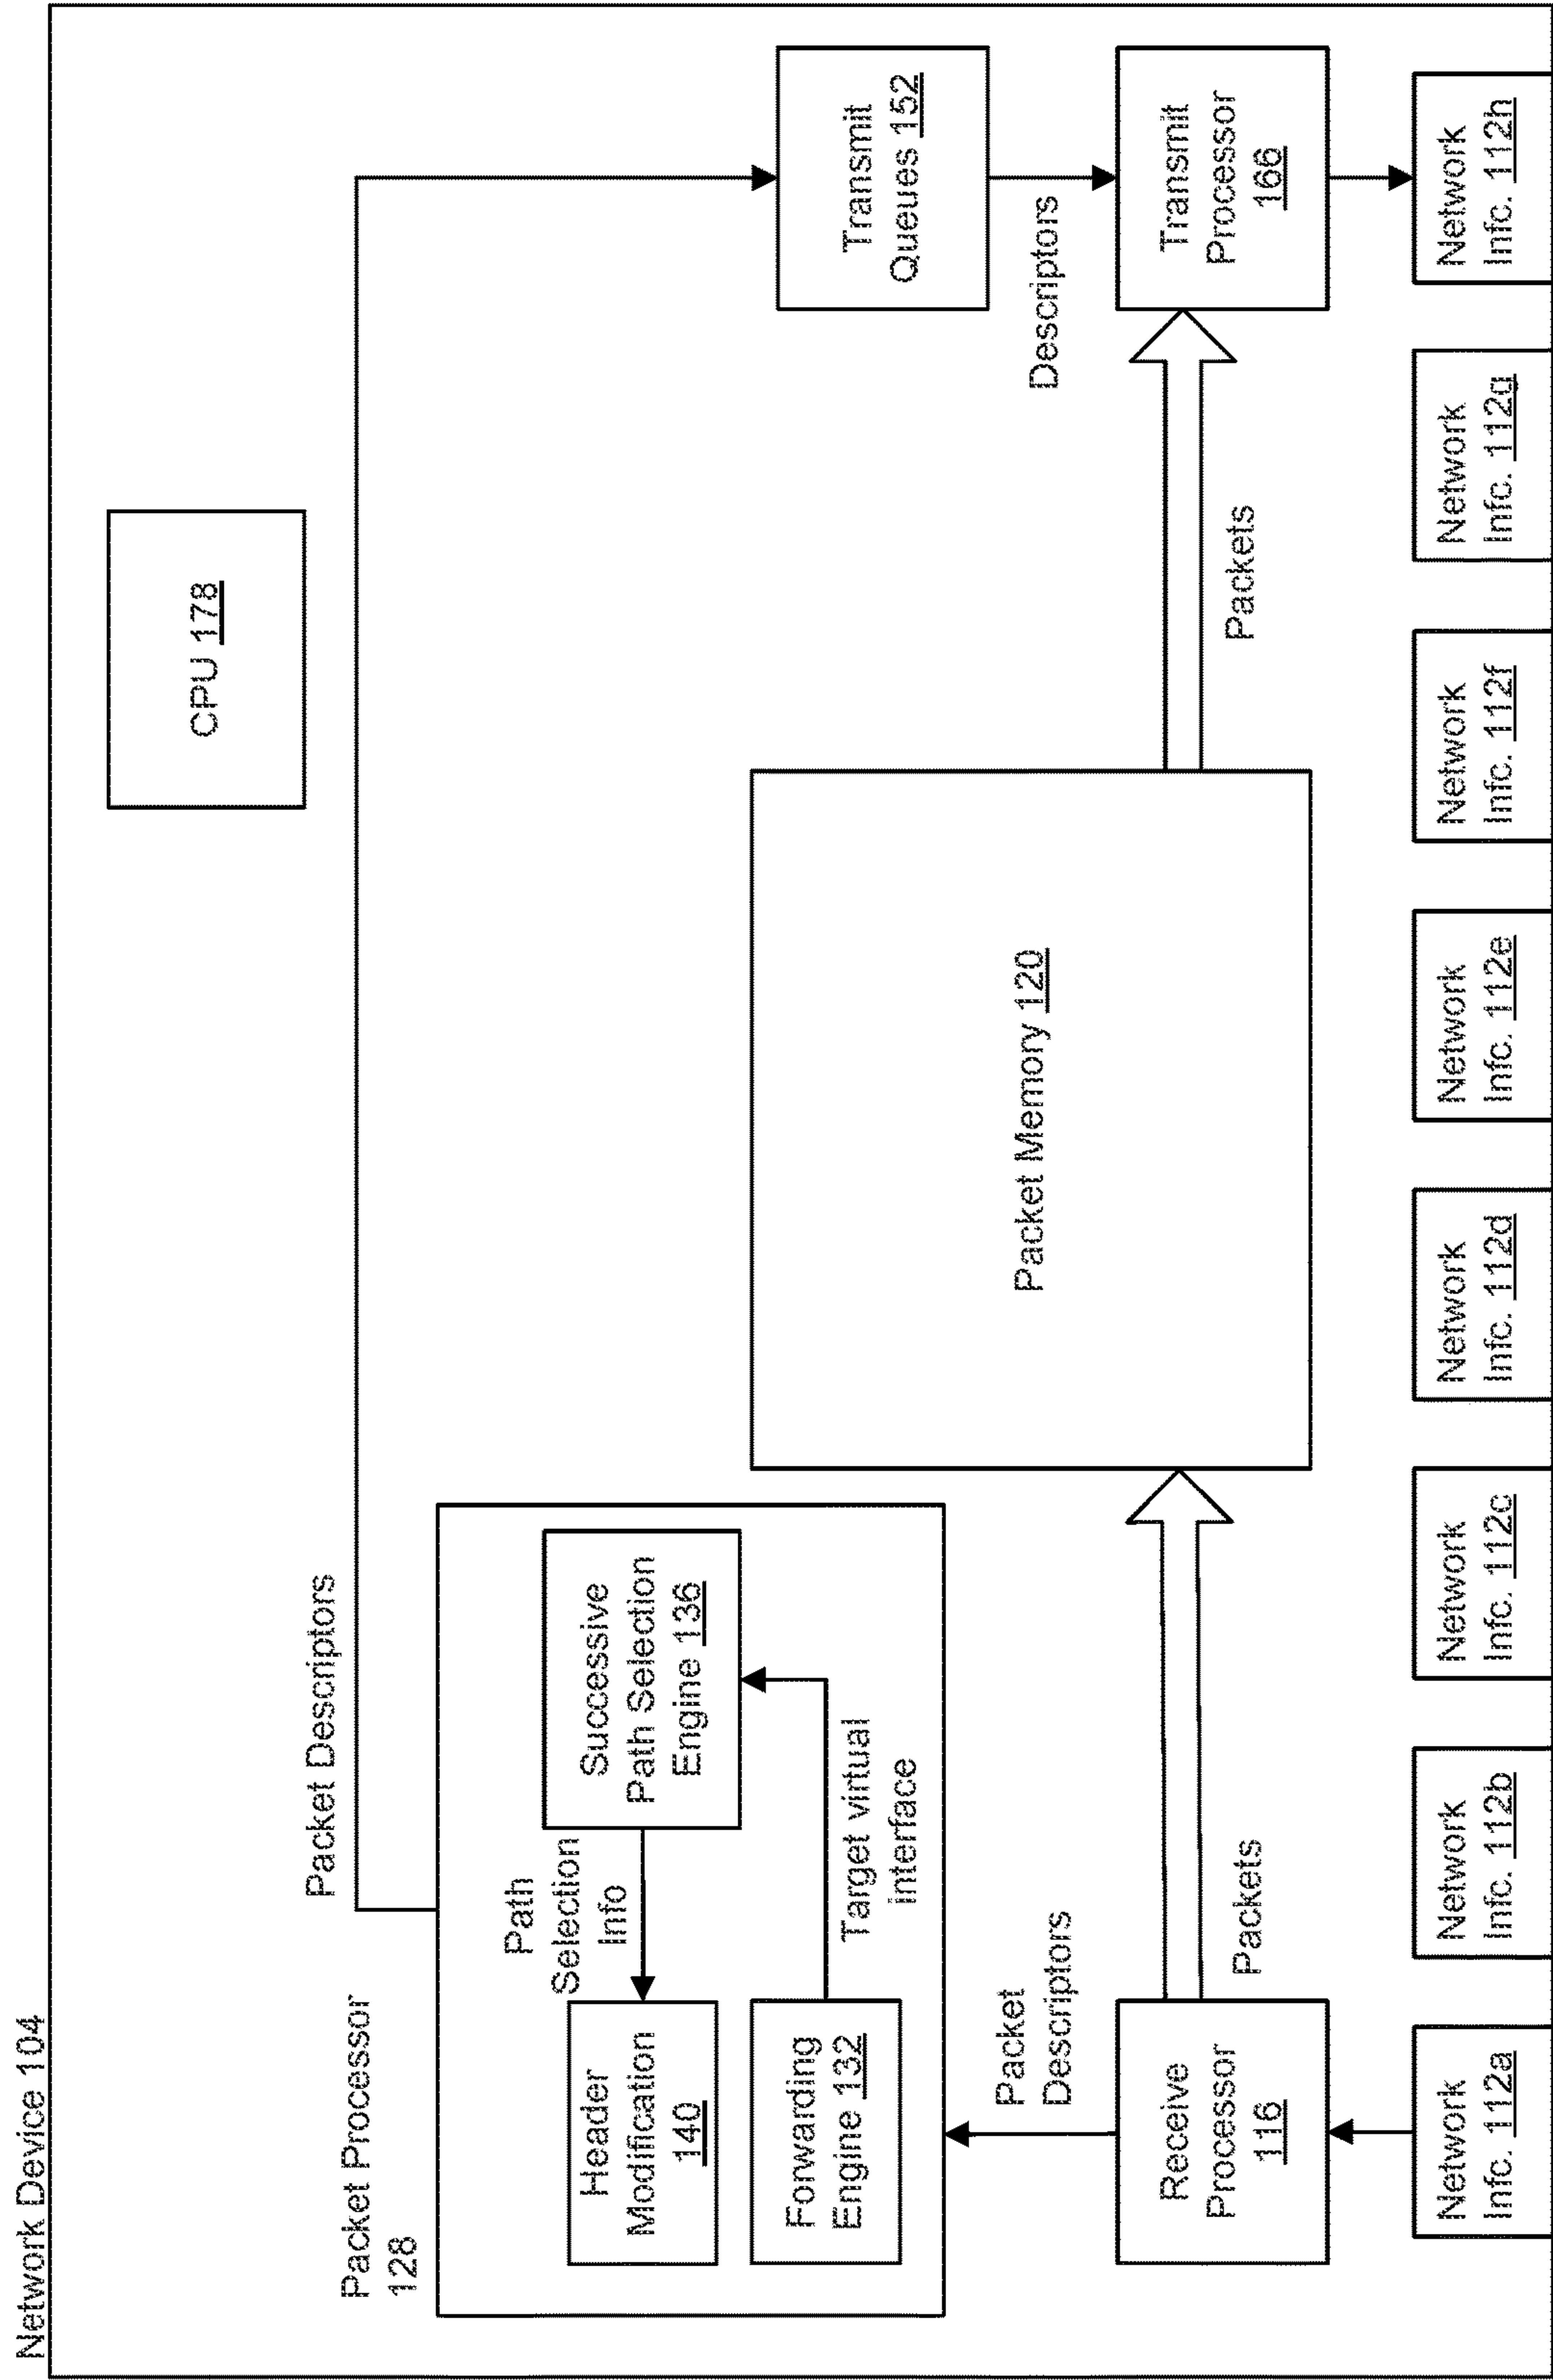 Network Device 104
CPU 178
Packet Descriptors
Packet Processor
128
Path
Selection
Info
Successive
Path Selection
Engine 136
Header
Modification
140
Forwarding
Engine 132
Target virtual
interface
Transmit
Queues 152
Packet Memory 120
Packet
Descriptors
Descriptors
Receive
Processor
116
Packets
Packets
Transmit
Processor
166
Network
Infc. 112a
Network
Infc. 112b
Network
Infc. 112c
Network
Infc. 112d
Network
Infc. 112e
Network
Infc. 112f
Network
Infc. 112g
Network
Infc. 112h